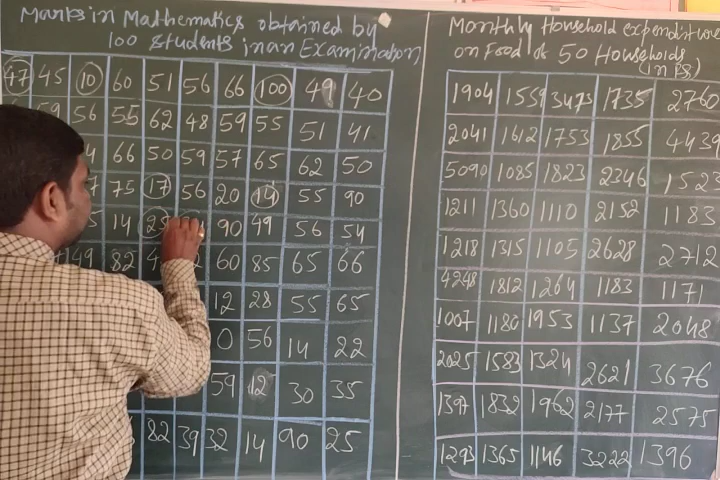 Marks in Mathematics obtained by
100 students in an Examination
47 45 10 60 51 56 66 100 49 40
59 56 55 62 48 59 55 51 41
66 50 59 57 65 62 50
75 17 56 20 14 55 90
14 25 90 49 56 54
149 82 60 85 65 66
12 28 55 65
0 56 14 22
59 12 30 35
82 39 32 14 90 25
Monthly Household expenditure
on Food of 50 Households
(in Rs)
1904 1559 3473 1735 2760
2041 1612 1753 1855 4439
5090 1085 1823 2346 1523
1211 1360 1110 2152 1183
1218 1315 1105 2628 2712
4248 1812 1264 1183 1171
1007 1180 1953 1137 2048
2025 1583 1324 2621 3676
1397 1832 1962 2177 2575
1293 1365 1146 3222 1396